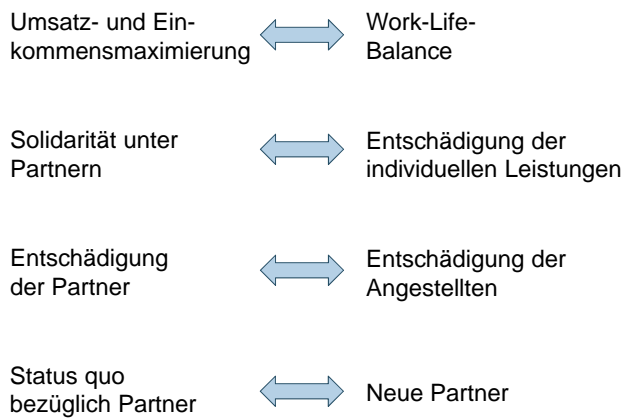 Umsatz- und Ein-
kommensmaximierung
Work-Life-
Balance
Solidarität unter
Partnern
Entschädigung der
individuellen Leistungen
Entschädigung
der Partner
Entschädigung der
Angestellten
Status quo
bezüglich Partner
Neue Partner